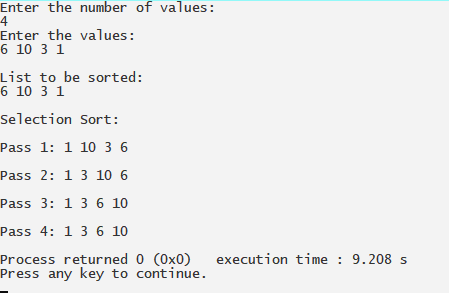 Enter the number of values:
4
Enter the values:
6 10 3 1
List to be sorted:
6 10 3 1
Selection Sort:
Pass 1: 1 10 3 6
Pass 2: 1 3 10 6
Pass 3: 1 3 6 10
Pass 4: 1 3 6 10
Process returned 0 (0x0)   execution time : 9.208 s
Press any key to continue.